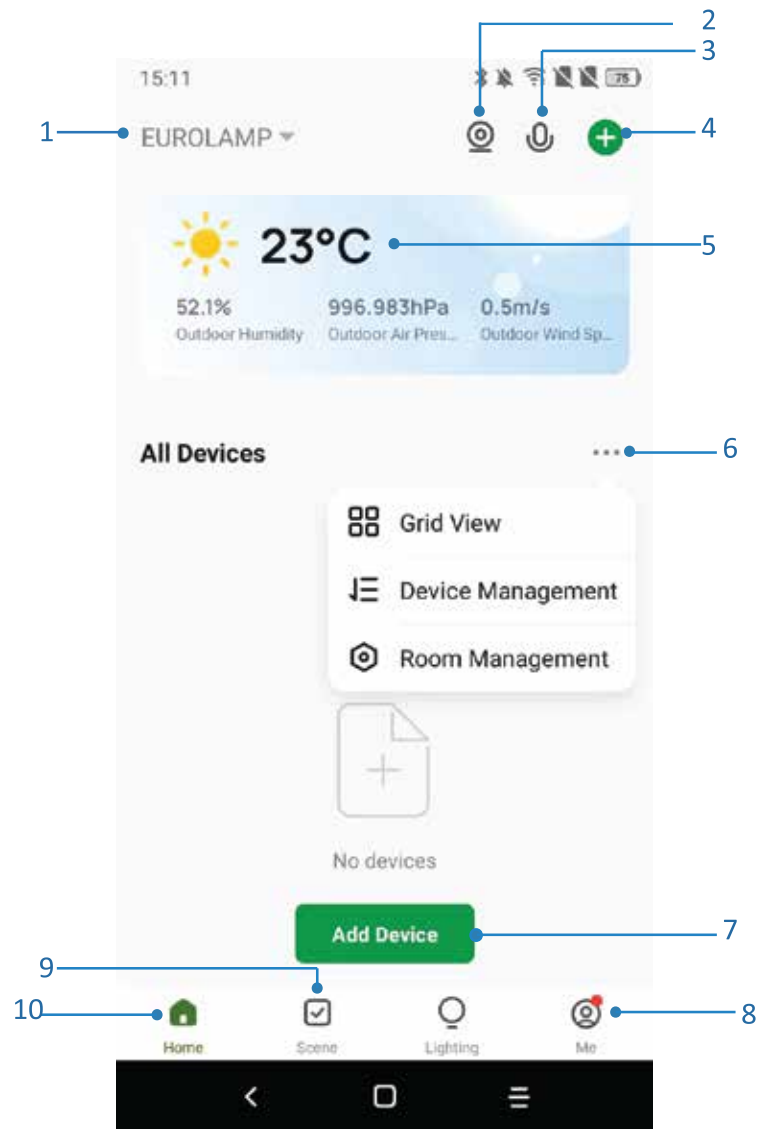 2
3
15:11
75
1
EUROLAMP
4
23°C
5
52.1% 996.983hPa 0.5m/s
Outdoor Humidity Outdoor Air Pres... Outdoor Wind Sp...
All Devices
6
Grid View
Device Management
Room Management
No devices
Add Device
7
9
10
8
Home Scene Lighting Me